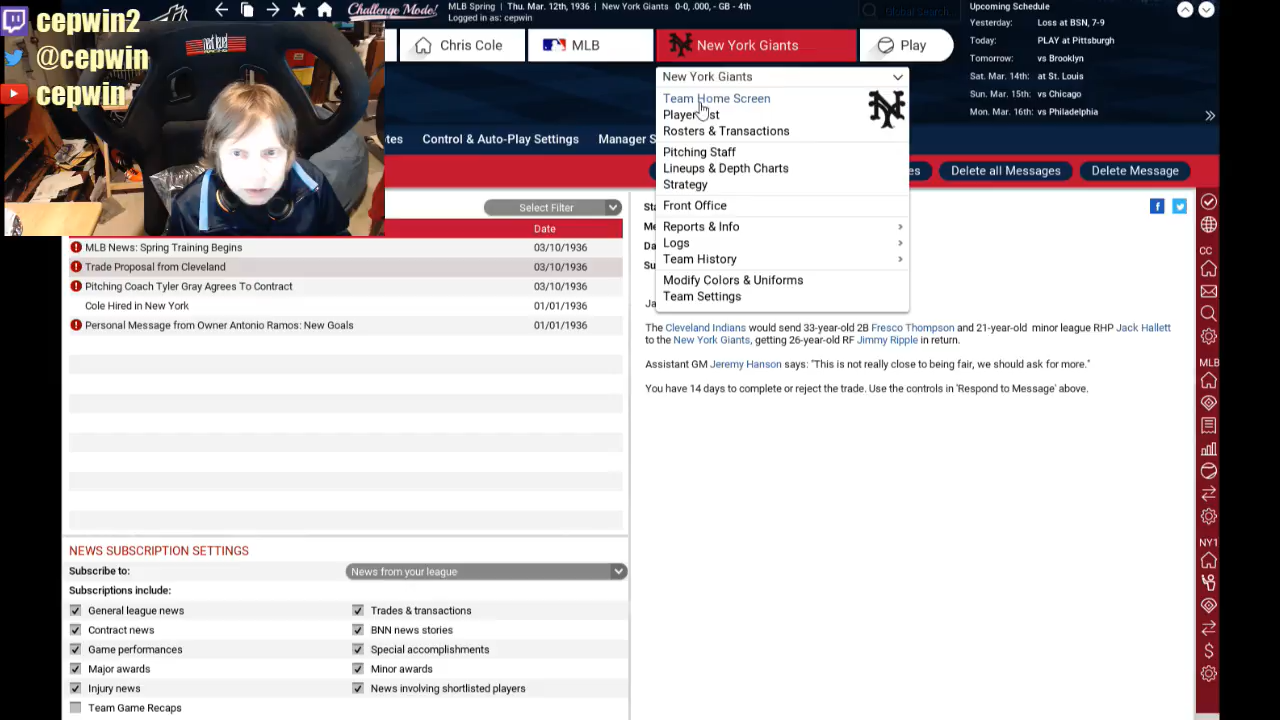 cepwin2
@cepwin
cepwin
Challenge Mode!
MLB Spring | Thu. Mar. 12th, 1936 | New York Giants 0-0, .000, - GB - 4th
Logged in as: cepwin
Global Search...
Upcoming Schedule
Yesterday: Loss at BSN, 7-9
Today: PLAY at Pittsburgh
Tomorrow: vs Brooklyn
Sat. Mar. 14th: at St. Louis
Sun. Mar. 15th: vs Chicago
Mon. Mar. 16th: vs Philadelphia
Chris Cole
MLB
New York Giants
Play
New York Giants
Team Home Screen
Rosters & Transactions
Pitching Staff
Lineups & Depth Charts
Strategy
Front Office
Reports & Info
Logs
Team History
Modify Colors & Uniforms
Team Settings
Control & Auto-Play Settings
Manager S
Delete all Messages
Delete Message
Select Filter
Date
MLB News: Spring Training Begins 03/10/1936
Trade Proposal from Cleveland 03/10/1936
Pitching Coach Tyler Gray Agrees To Contract 03/10/1936
Cole Hired in New York 01/01/1936
Personal Message from Owner Antonio Ramos: New Goals 01/01/1936
The Cleveland Indians would send 33-year-old 2B Fresco Thompson and 21-year-old minor league RHP Jack Hallett
to the New York Giants, getting 26-year-old RF Jimmy Ripple in return.
Assistant GM Jeremy Hanson says: "This is not really close to being fair, we should ask for more."
You have 14 days to complete or reject the trade. Use the controls in 'Respond to Message' above.
NEWS SUBSCRIPTION SETTINGS
Subscribe to: News from your league
Subscriptions include:
General league news Trades & transactions
Contract news BNN news stories
Game performances Special accomplishments
Major awards Minor awards
Injury news News involving shortlisted players
Team Game Recaps
CC
MLB
NY1